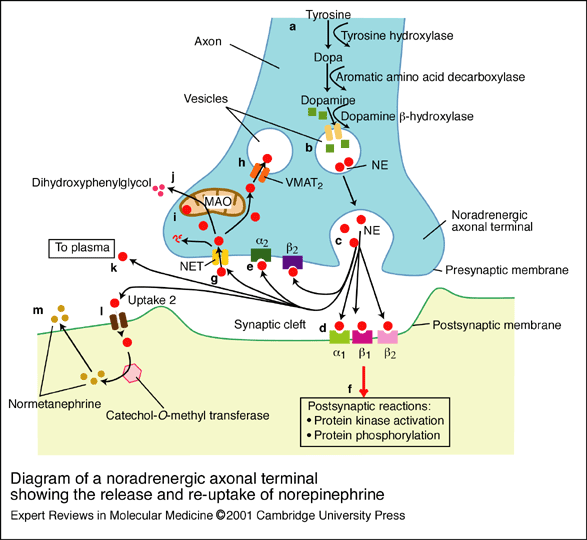 a
Tyrosine
Tyrosine hydroxylase
Axon
Dopa
Aromatic amino acid decarboxylase
Vesicles
Dopamine
Dopamine β-hydroxylase
b
h
NE
VMAT2
j
Dihydroxyphenylglycol
MAO
i
NE
c
Noradrenergic
axonal terminal
α2
β2
To plasma
NET
e
g
k
Presynaptic membrane
m
l
Uptake 2
Synaptic cleft
d
Postsynaptic membrane
α1
β1
β2
f
Normetanephrine
Catechol-O-methyl transferase
Postsynaptic reactions:
• Protein kinase activation
• Protein phosphorylation
Diagram of a noradrenergic axonal terminal
showing the release and re-uptake of norepinephrine
Expert Reviews in Molecular Medicine ©2001 Cambridge University Press